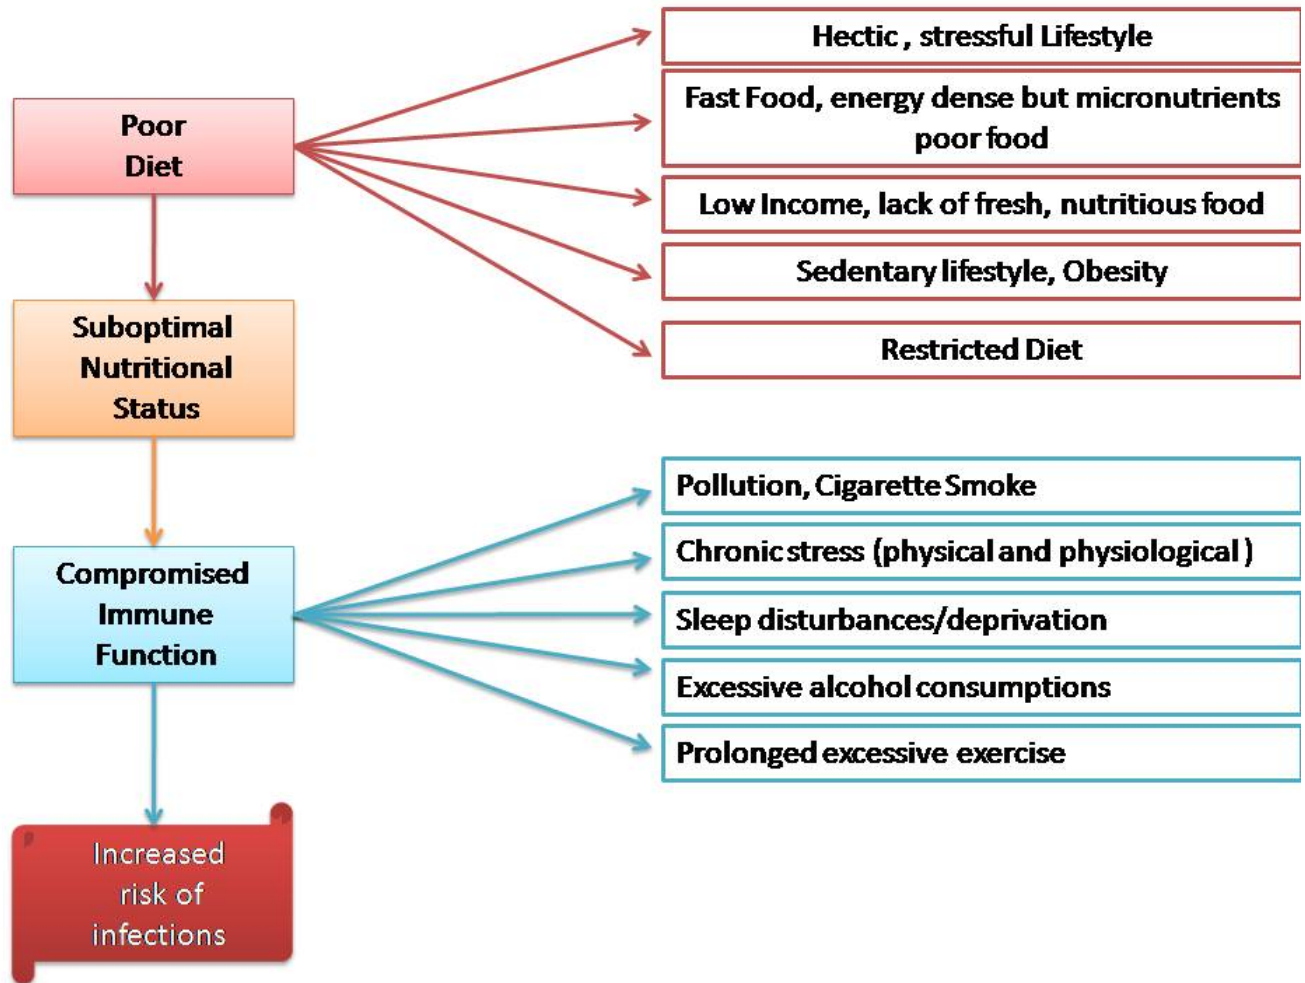 Poor
Diet
Hectic , stressful Lifestyle
Fast Food, energy dense but micronutrients
poor food
Low Income, lack of fresh, nutritious food
Sedentary lifestyle, Obesity
Restricted Diet
Suboptimal
Nutritional
Status
Compromised
Immune
Function
Pollution, Cigarette Smoke
Chronic stress (physical and physiological )
Sleep disturbances/deprivation
Excessive alcohol consumptions
Prolonged excessive exercise
Increased
risk of
infections